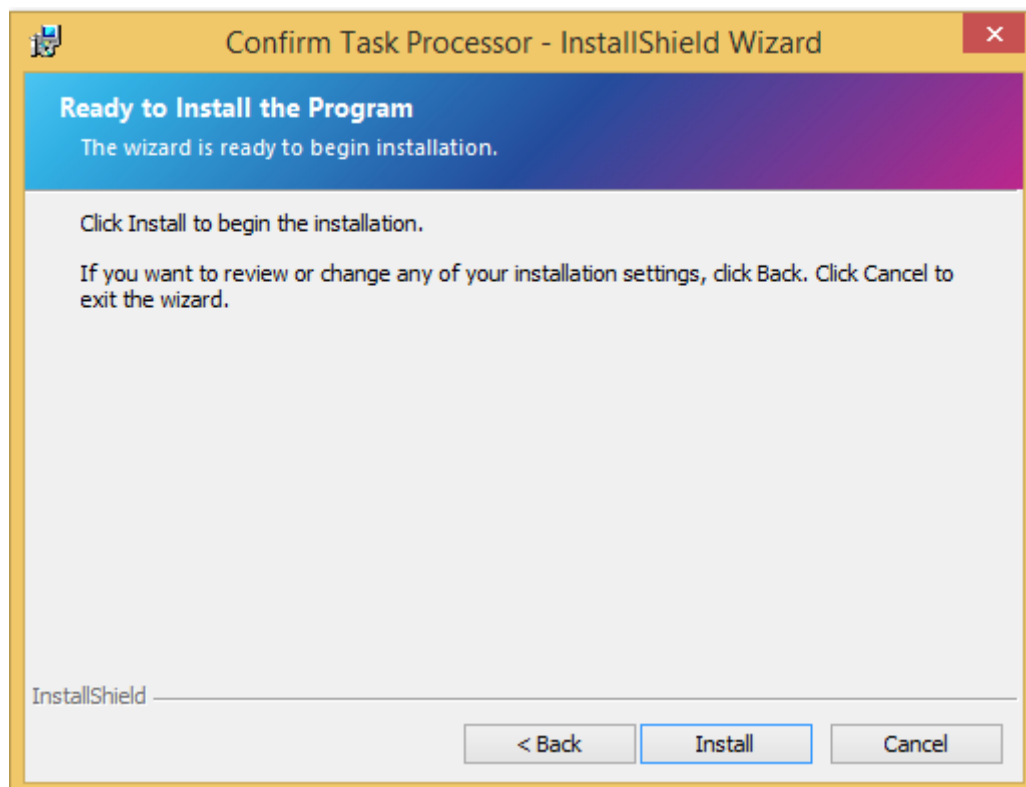 Confirm Task Processor - InstallShield Wizard
Ready to Install the Program
The wizard is ready to begin installation.
Click Install to begin the installation.
If you want to review or change any of your installation settings, click Back. Click Cancel to
exit the wizard.
InstallShield
< Back Install Cancel